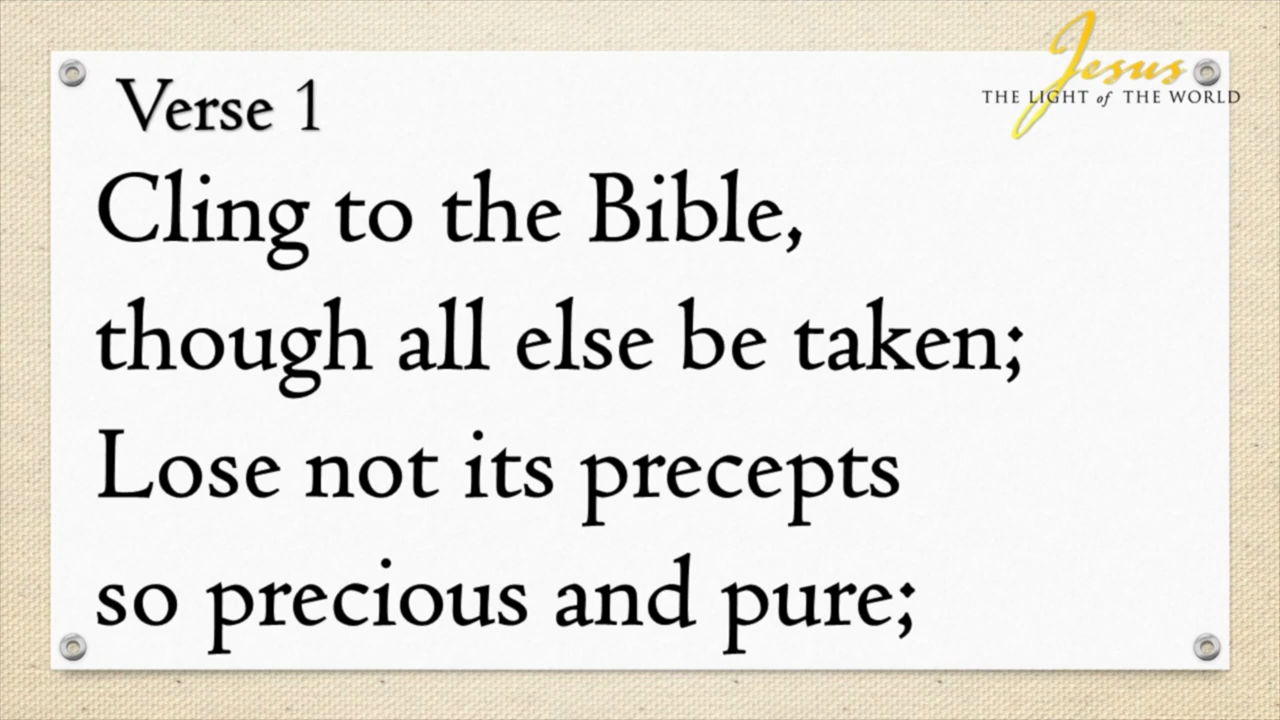 Jesus
THE LIGHT of THE WORLD
Verse 1
Cling to the Bible,
though all else be taken;
Lose not its precepts
so precious and pure;